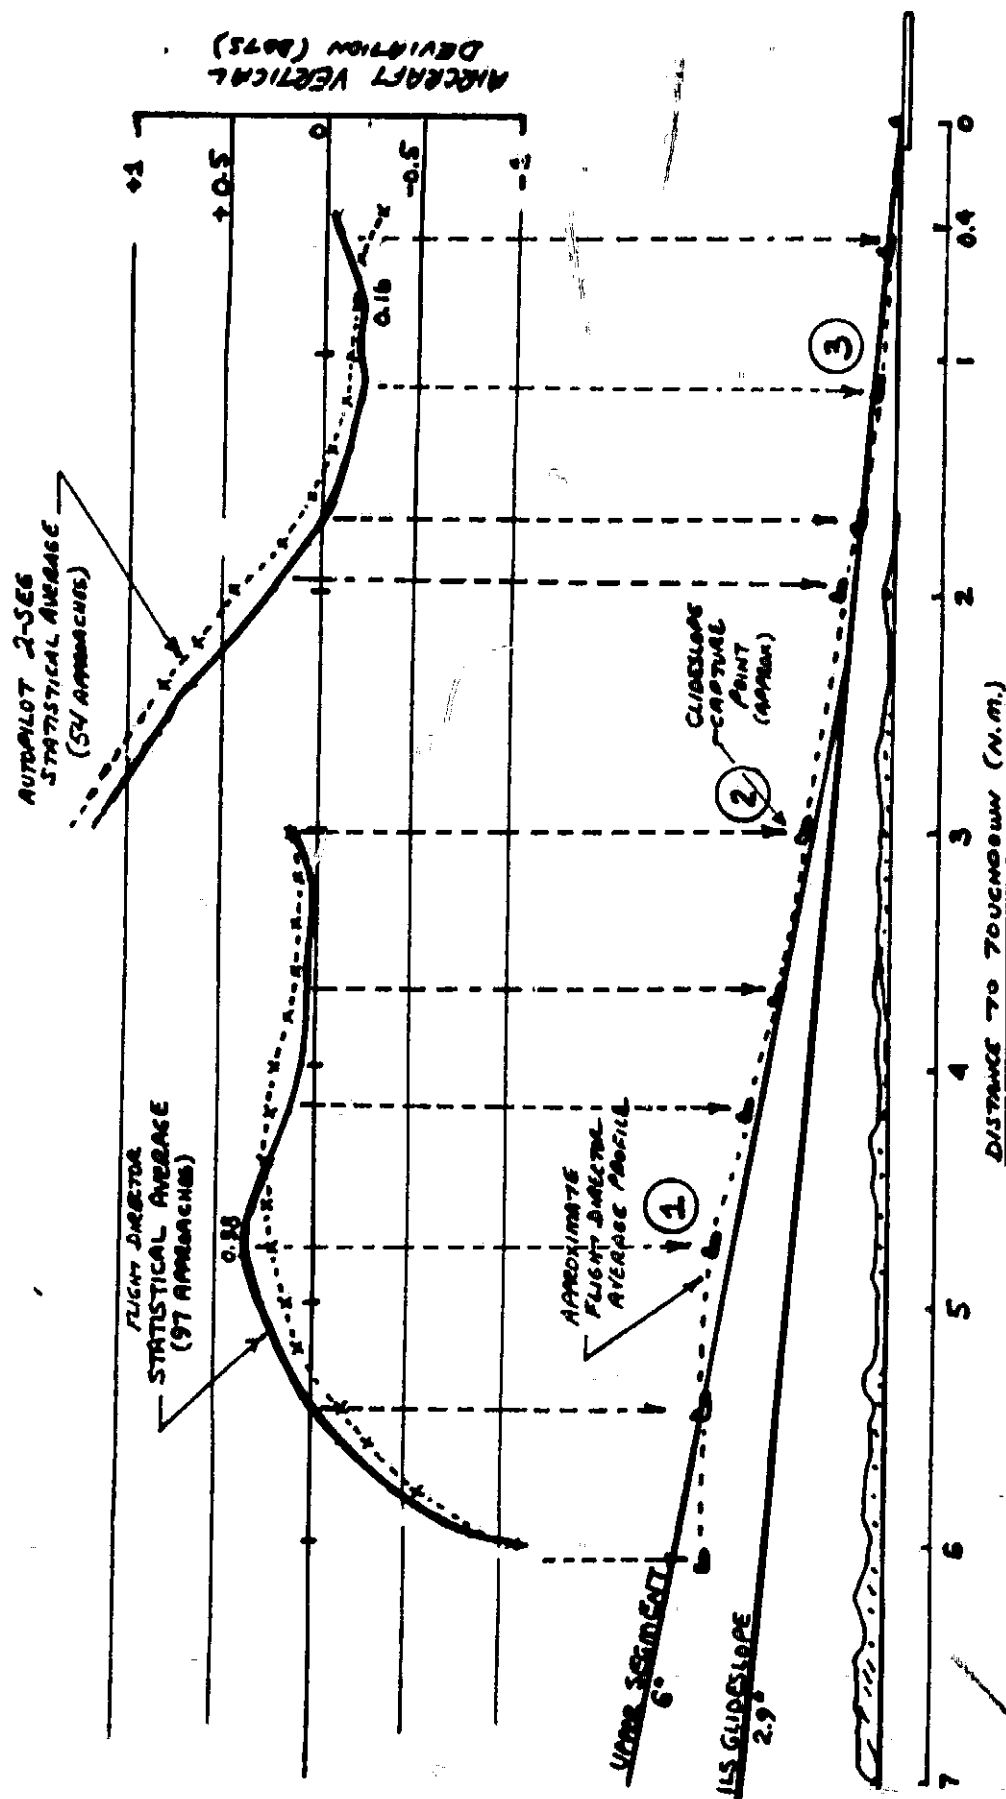 AIRCRAFT VERTICAL
DEVIATION (DOTS)
+1
+0.5
0
-0.5
-1
AUTOPILOT 2-SEG
STATISTICAL AVERAGE
(54 APPROACHES)
FLIGHT DIRECTOR
STATISTICAL AVERAGE
(97 APPROACHES)
0.38
0.16
APPROXIMATE
FLIGHT DIRECTOR
AVERAGE PROFILE
GLIDESLOPE
CAPTURE
POINT
(APPROX)
1
2
3
UPPER SEGMENT
6°
ILS GLIDESLOPE
2.9°
7
6
5
4
3
2
1
0.4
0
DISTANCE TO TOUCHDOWN (N.M.)